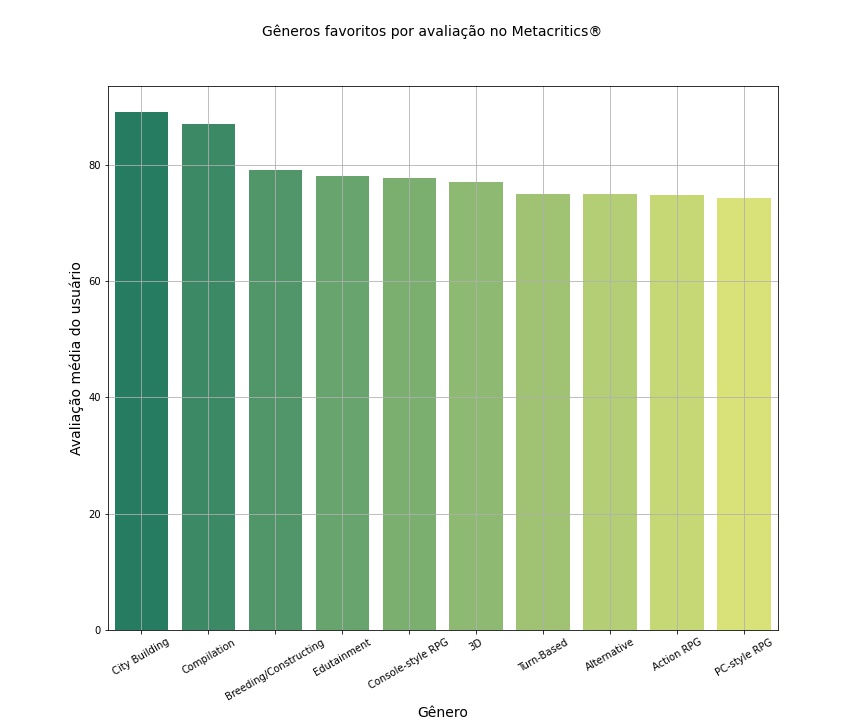 Gêneros favoritos por avaliação no Metacritics®
Avaliação média do usuário
80
60
40
20
0
City Building
Compilation
Breeding/Constructing
Edutainment
Console-style RPG
3D
Turn-Based
Alternative
Action RPG
PC-style RPG
Gênero